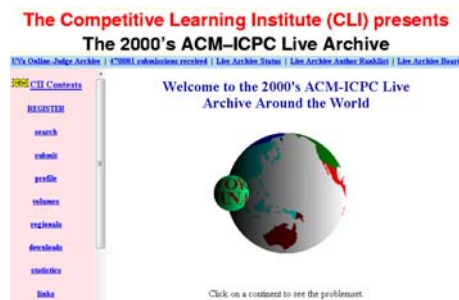 The Competitive Learning Institute (CLI) presents
The 2000's ACM–ICPC Live Archive
UVa Online-Judge Archive | 470081 submissions received | Live Archive Status | Live Archive Author Ranklist | Live Archive Board
CII Contests
REGISTER
search
submit
profile
volumes
regionals
downloads
statistics
links
Welcome to the 2000's ACM-ICPC Live
Archive Around the World
Click on a continent to see the problemset.